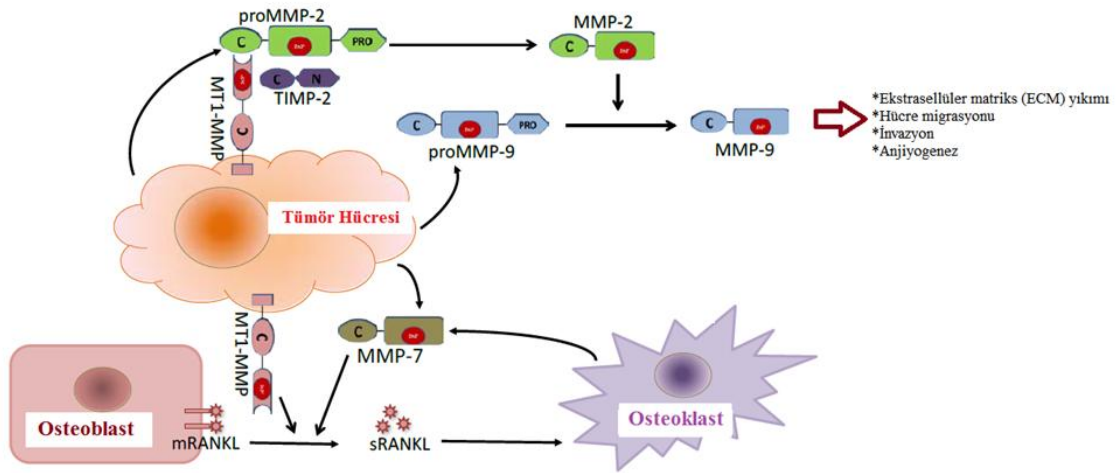 proMMP-2
C
PRO
MMP-2
C
MT1-MMP
C
C N
TIMP-2
C
PRO
proMMP-9
C
MMP-9
*Ekstrasellüler matriks (ECM) yıkımı
*Hücre migrasyonu
*İnvazyon
*Anjiyogenez
Tümör Hücresi
MT1-MMP
C
C
MMP-7
Osteoblast
mRANKL
sRANKL
Osteoklast